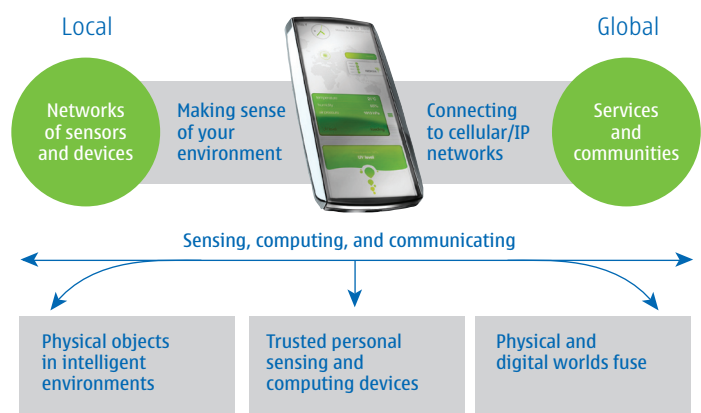 Local
Global
Networks
of sensors
and devices
Making sense
of your
environment
Connecting
to cellular/IP
networks
Services
and
communities
Sensing, computing, and communicating
Physical objects
in intelligent
environments
Trusted personal
sensing and
computing devices
Physical and
digital worlds fuse